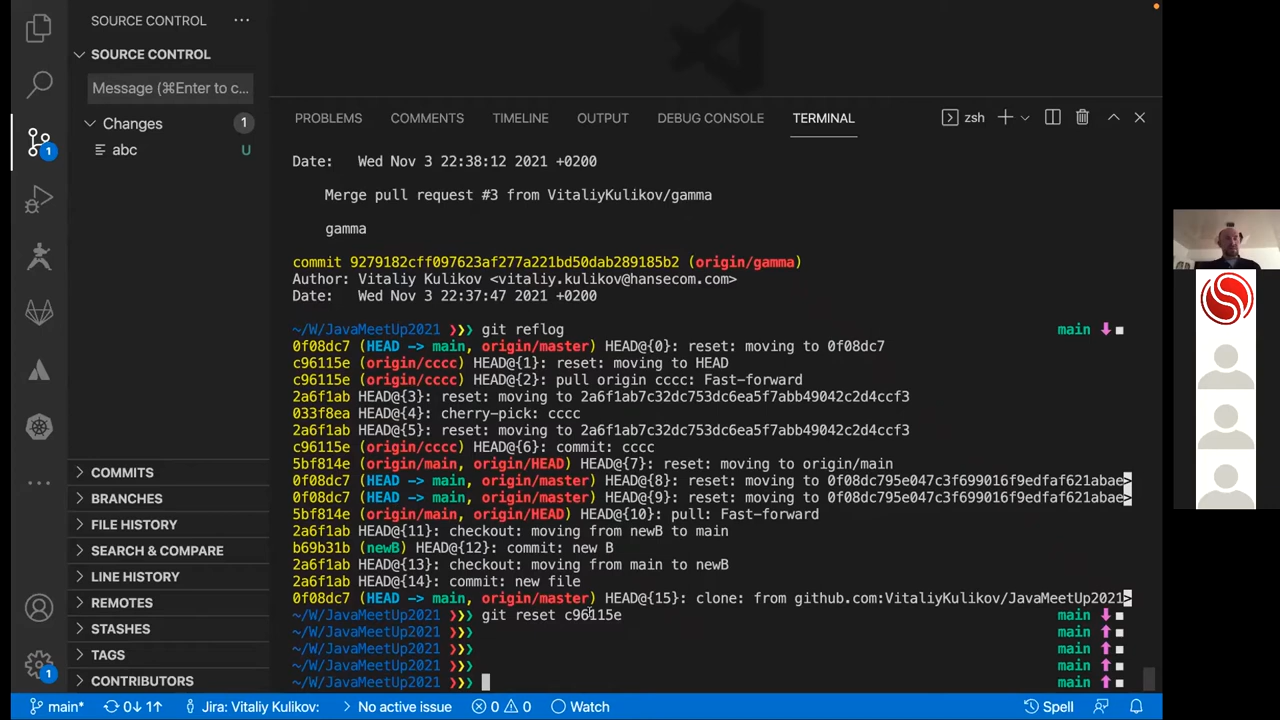 SOURCE CONTROL
SOURCE CONTROL
Message (⌘Enter to c...
Changes 1
abc U
1
COMMITS
BRANCHES
FILE HISTORY
SEARCH & COMPARE
LINE HISTORY
REMOTES
STASHES
TAGS
CONTRIBUTORS
1
PROBLEMS COMMENTS TIMELINE OUTPUT DEBUG CONSOLE TERMINAL zsh
Date: Wed Nov 3 22:38:12 2021 +0200
Merge pull request #3 from VitaliyKulikov/gamma
gamma
commit 9279182cff097623af277a221bd50dab289185b2 (origin/gamma)
Author: Vitaliy Kulikov <vitaliy.kulikov@hansecom.com>
Date: Wed Nov 3 22:37:47 2021 +0200
~/W/JavaMeetUp2021 ❯❯❯ git reflog main ⬇■
0f08dc7 (HEAD -> main, origin/master) HEAD@{0}: reset: moving to 0f08dc7
c96115e (origin/cccc) HEAD@{1}: reset: moving to HEAD
c96115e (origin/cccc) HEAD@{2}: pull origin cccc: Fast-forward
2a6f1ab HEAD@{3}: reset: moving to 2a6f1ab7c32dc753dc6ea5f7abb49042c2d4ccf3
033f8ea HEAD@{4}: cherry-pick: cccc
2a6f1ab HEAD@{5}: reset: moving to 2a6f1ab7c32dc753dc6ea5f7abb49042c2d4ccf3
c96115e (origin/cccc) HEAD@{6}: commit: cccc
5bf814e (origin/main, origin/HEAD) HEAD@{7}: reset: moving to origin/main
0f08dc7 (HEAD -> main, origin/master) HEAD@{8}: reset: moving to 0f08dc795e047c3f699016f9edfaf621abae>
0f08dc7 (HEAD -> main, origin/master) HEAD@{9}: reset: moving to 0f08dc795e047c3f699016f9edfaf621abae>
5bf814e (origin/main, origin/HEAD) HEAD@{10}: pull: Fast-forward
2a6f1ab HEAD@{11}: checkout: moving from newB to main
b69b31b (newB) HEAD@{12}: commit: new B
2a6f1ab HEAD@{13}: checkout: moving from main to newB
2a6f1ab HEAD@{14}: commit: new file
0f08dc7 (HEAD -> main, origin/master) HEAD@{15}: clone: from github.com:VitaliyKulikov/JavaMeetUp2021>
~/W/JavaMeetUp2021 ❯❯❯ git reset c96115e main ⬇■
~/W/JavaMeetUp2021 ❯❯❯ main ⬆■
~/W/JavaMeetUp2021 ❯❯❯ main ⬆■
~/W/JavaMeetUp2021 ❯❯❯ main ⬆■
~/W/JavaMeetUp2021 ❯❯❯ main ⬆■
main* 0↓ 1↑ Jira: Vitaliy Kulikov: No active issue 0 0 Watch Spell